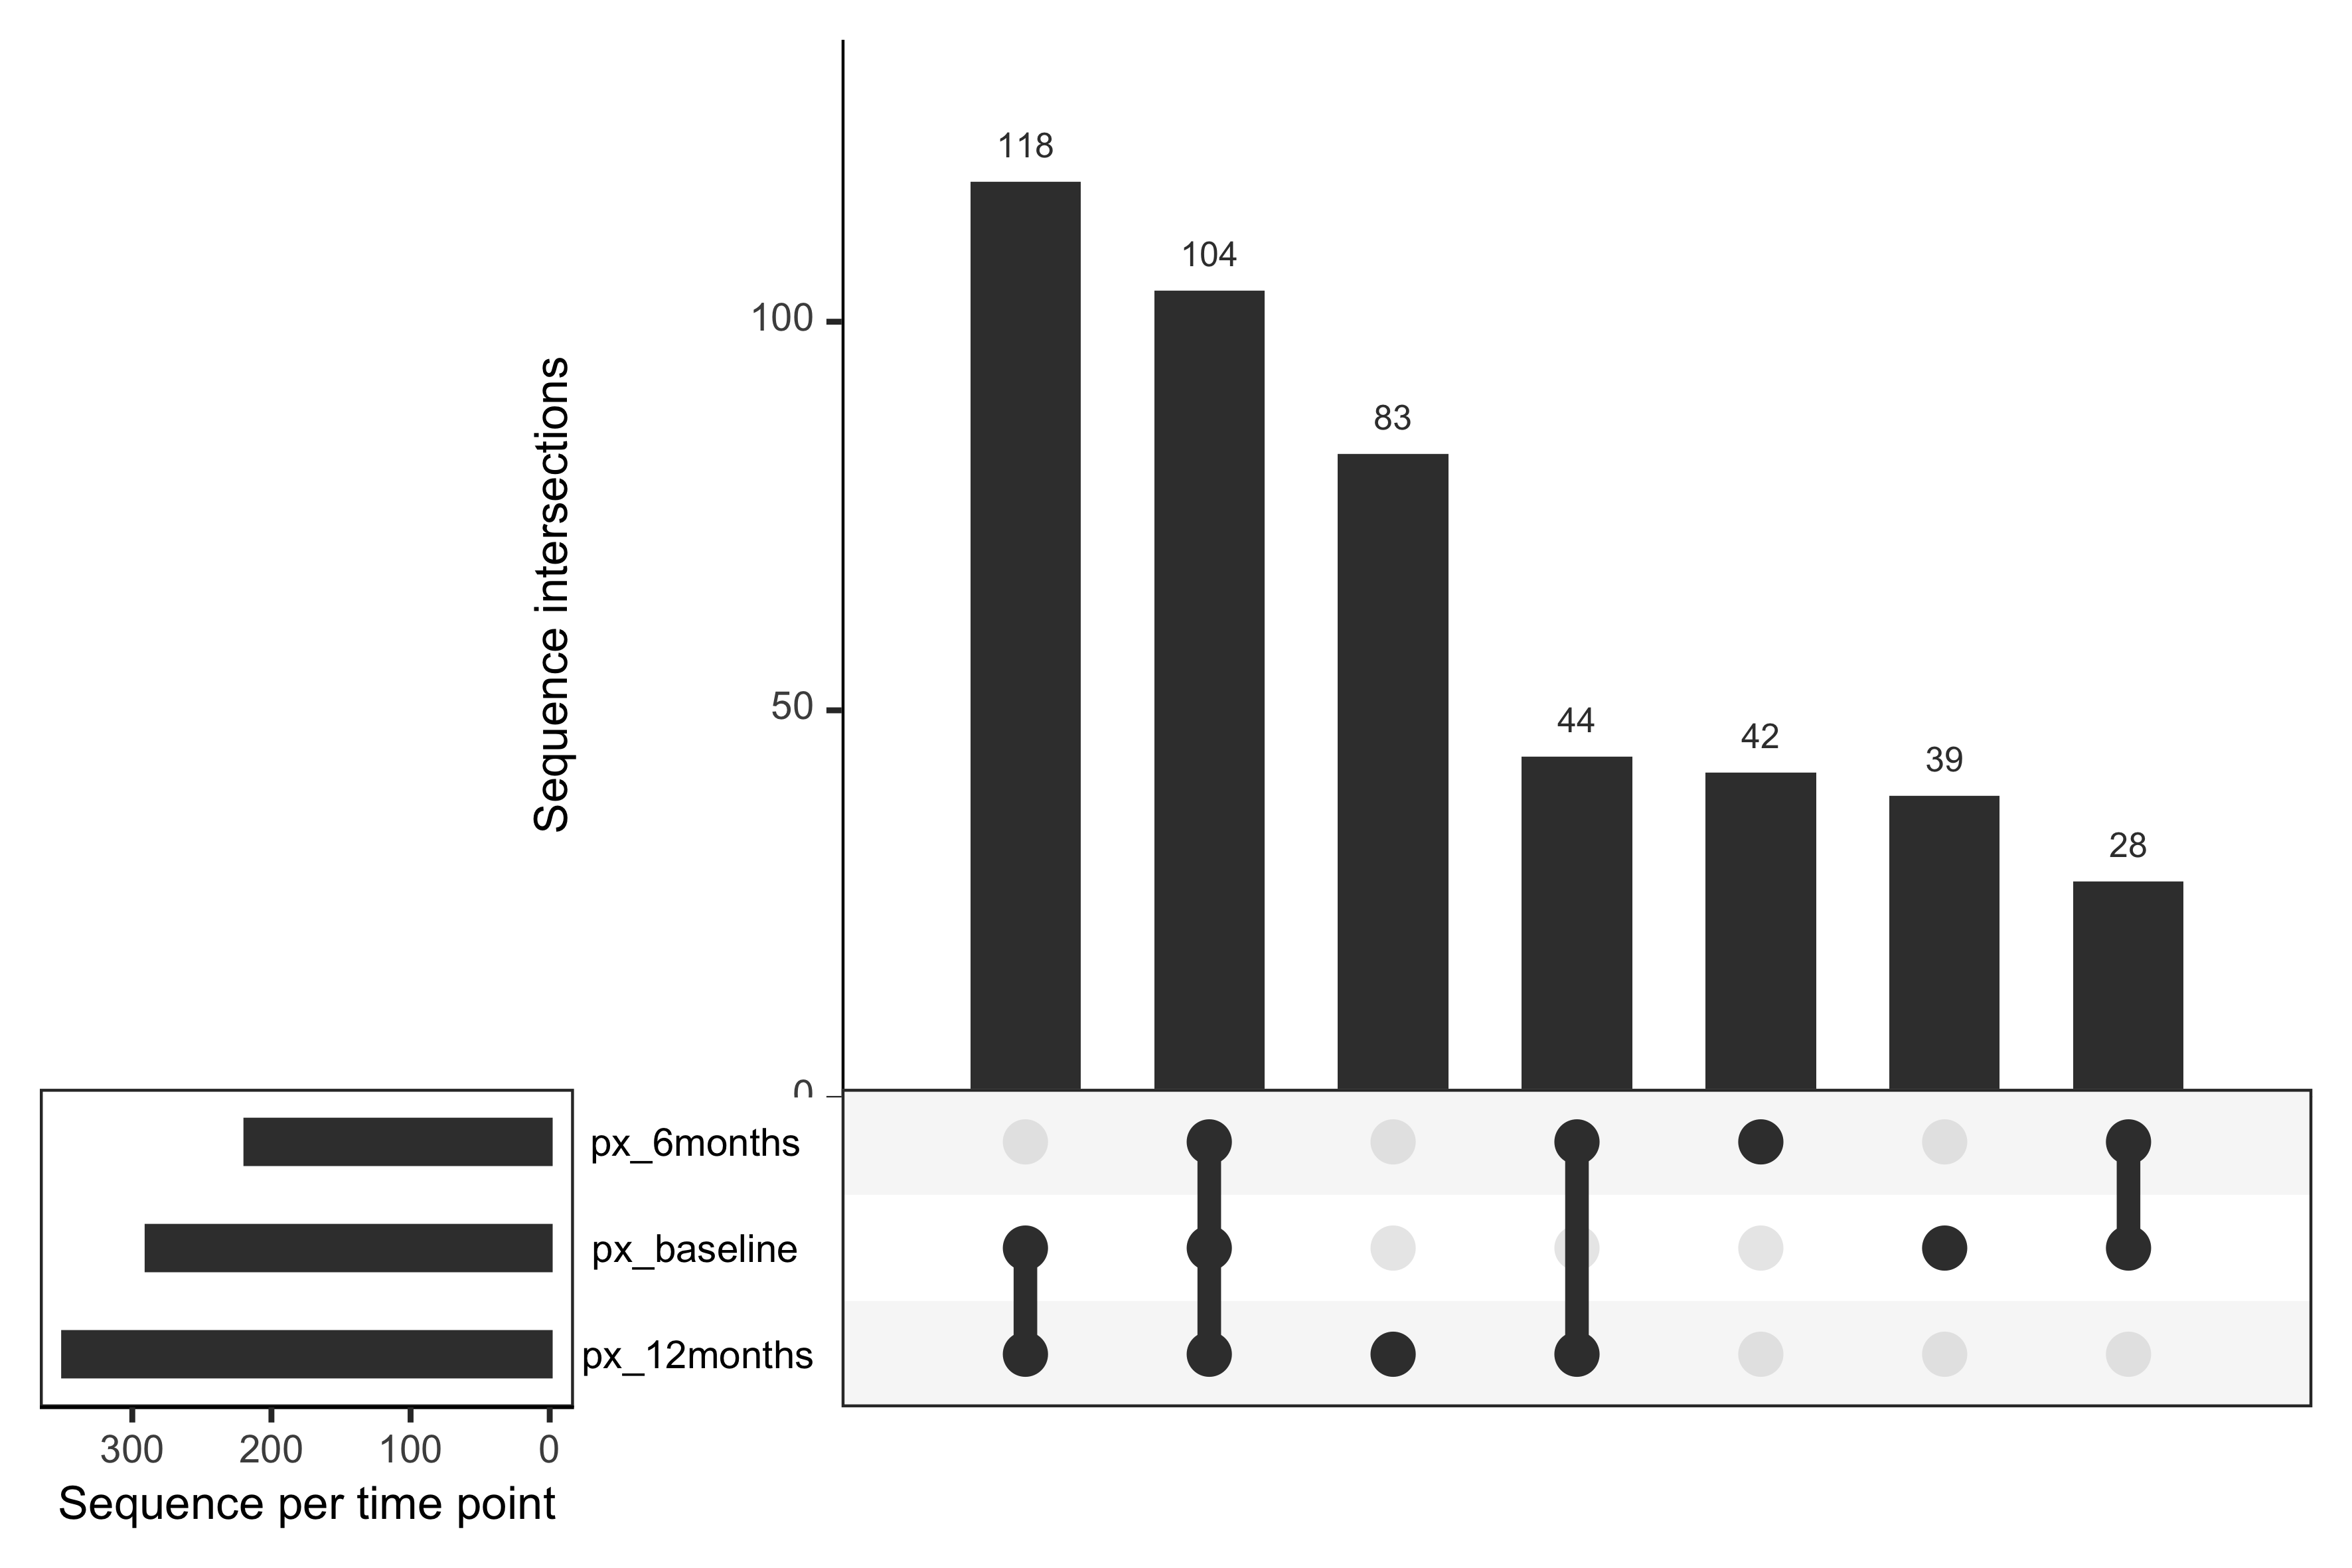 118
104
100
83
Sequence intersections
50
44
42
39
28
0
px_6months
px_baseline
px_12months
300 200 100 0
Sequence per time point